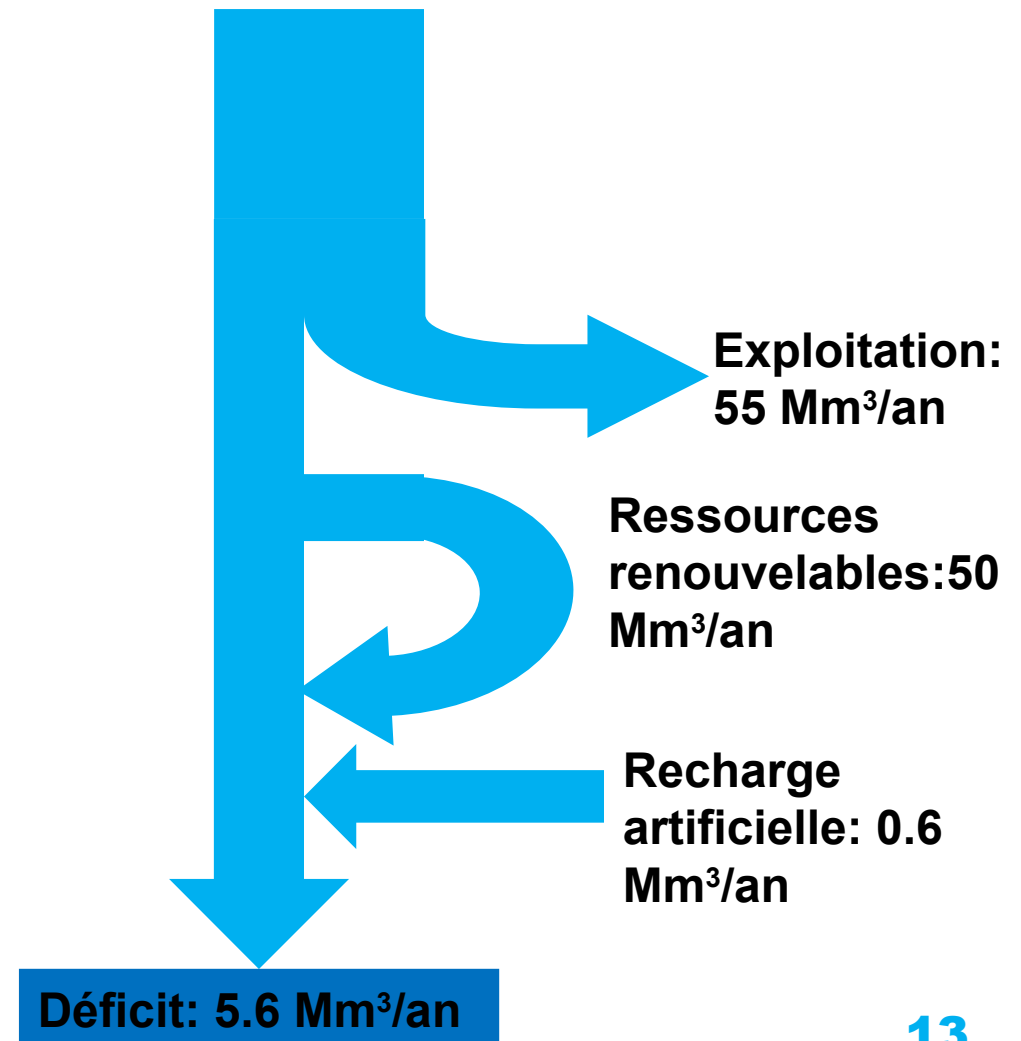 Exploitation:
55 Mm³/an
Ressources
renouvelables:50
Mm³/an
Recharge
artificielle: 0.6
Mm³/an
Déficit: 5.6 Mm³/an
13